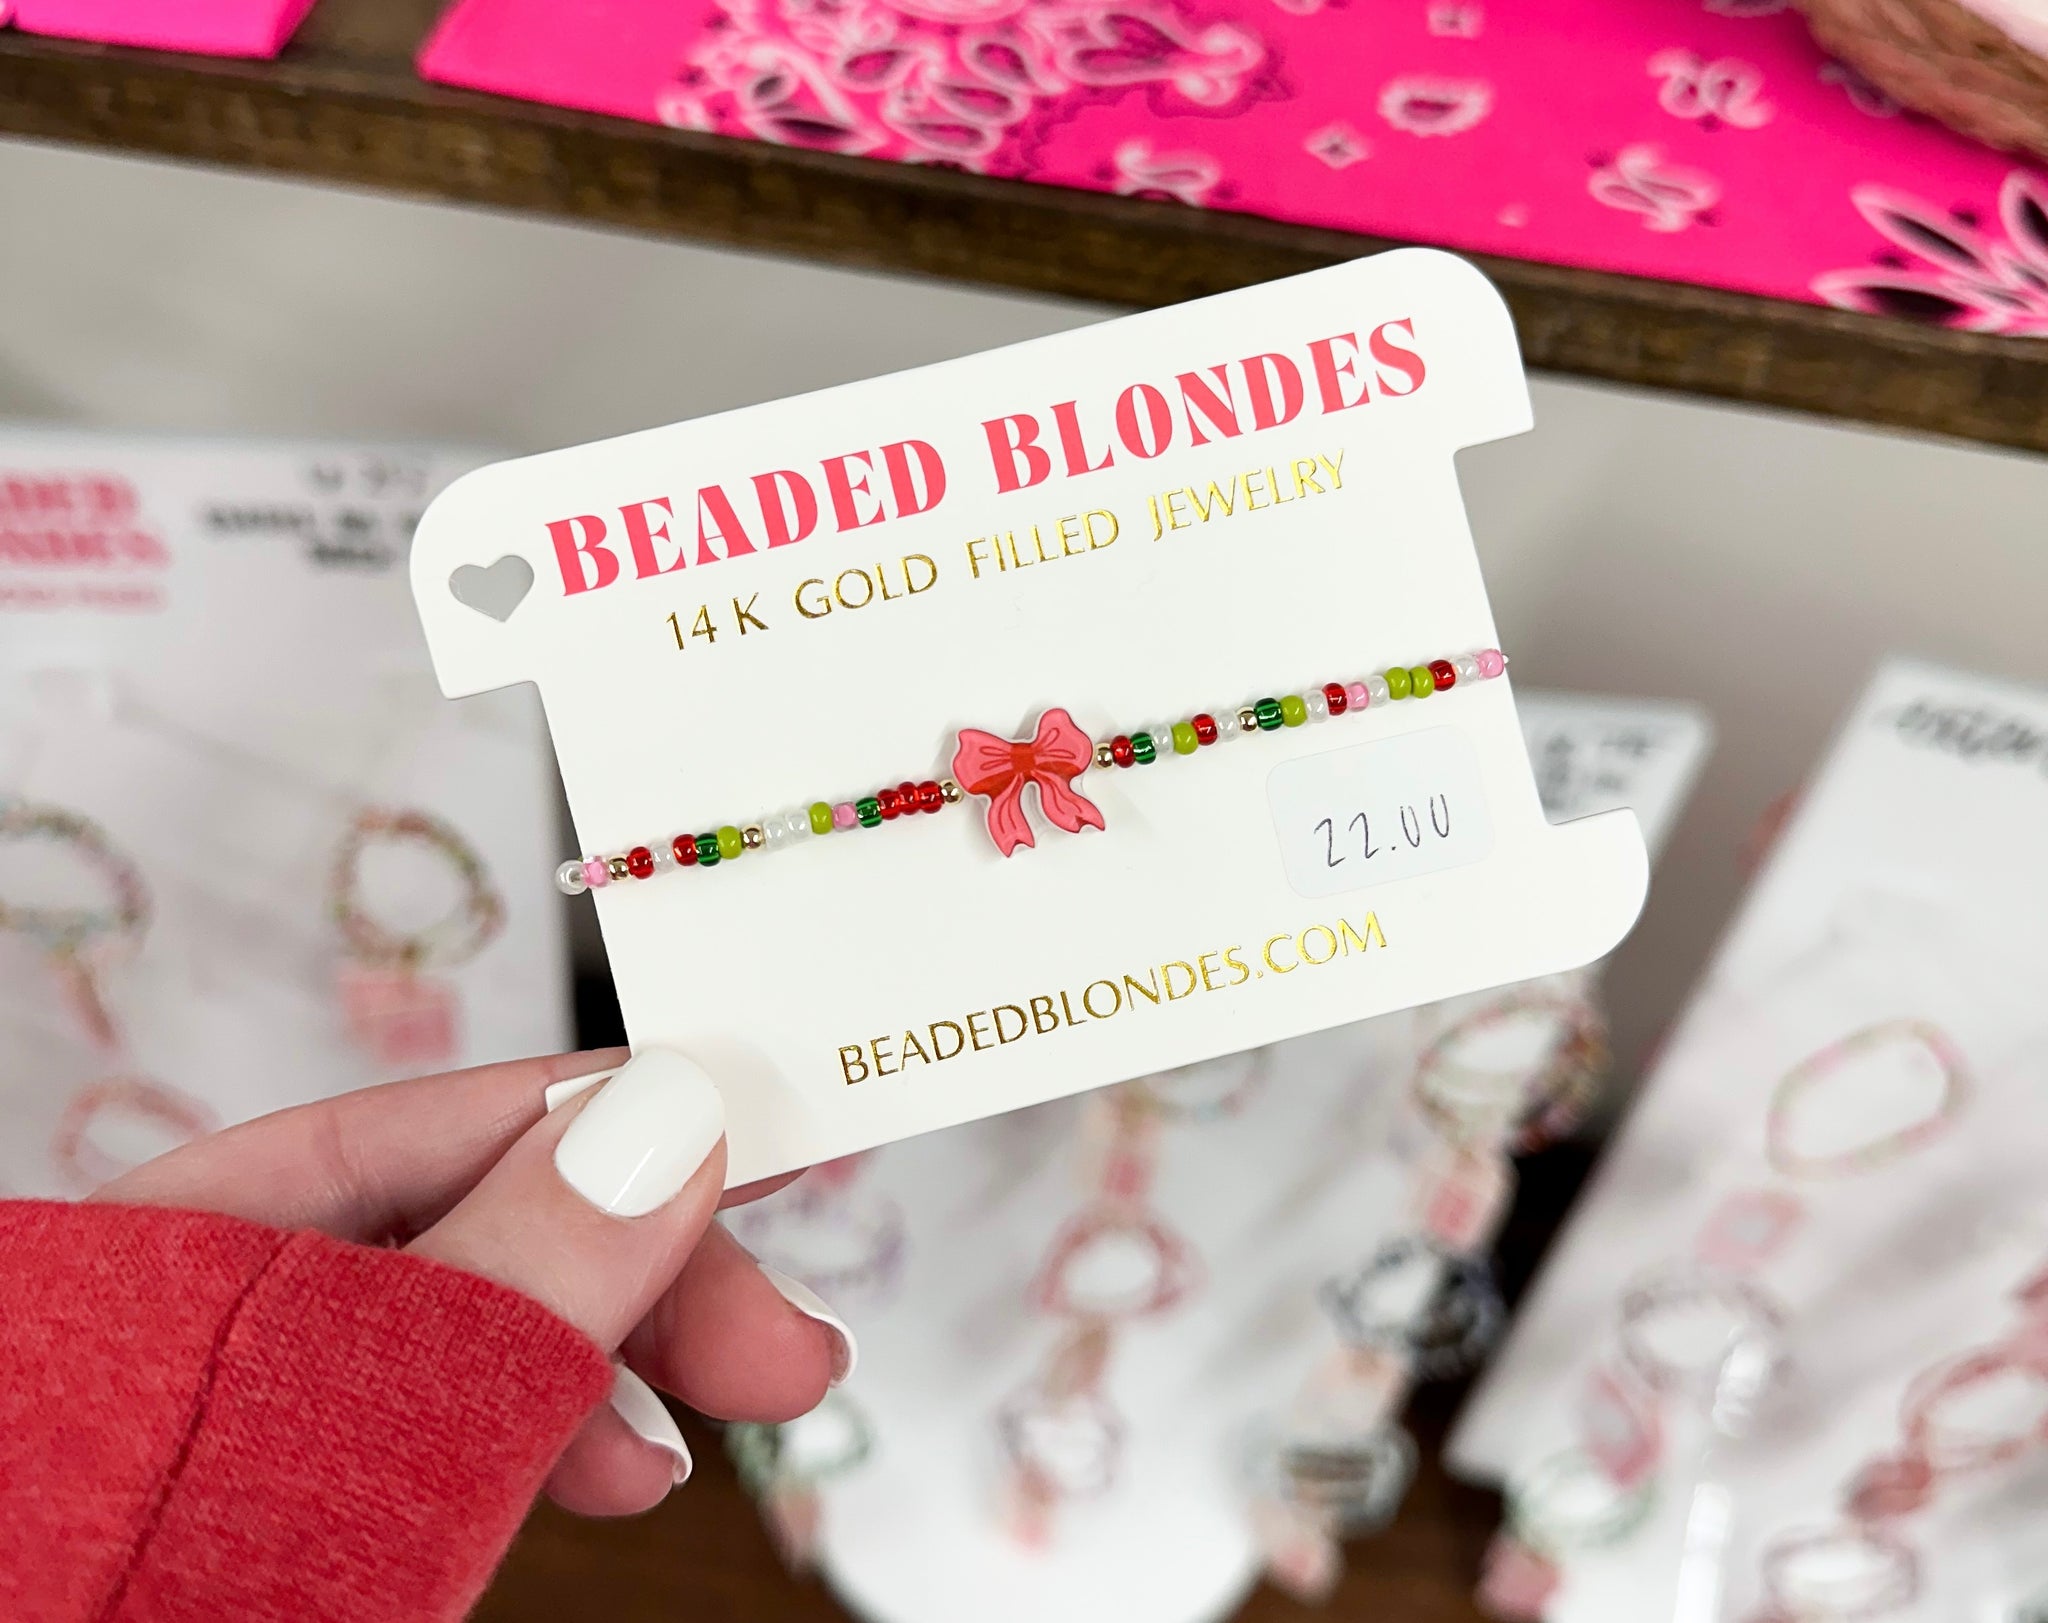 BEADED BLONDES
14 K GOLD FILLED JEWELRY
22.00
BEADEDBLONDES.COM